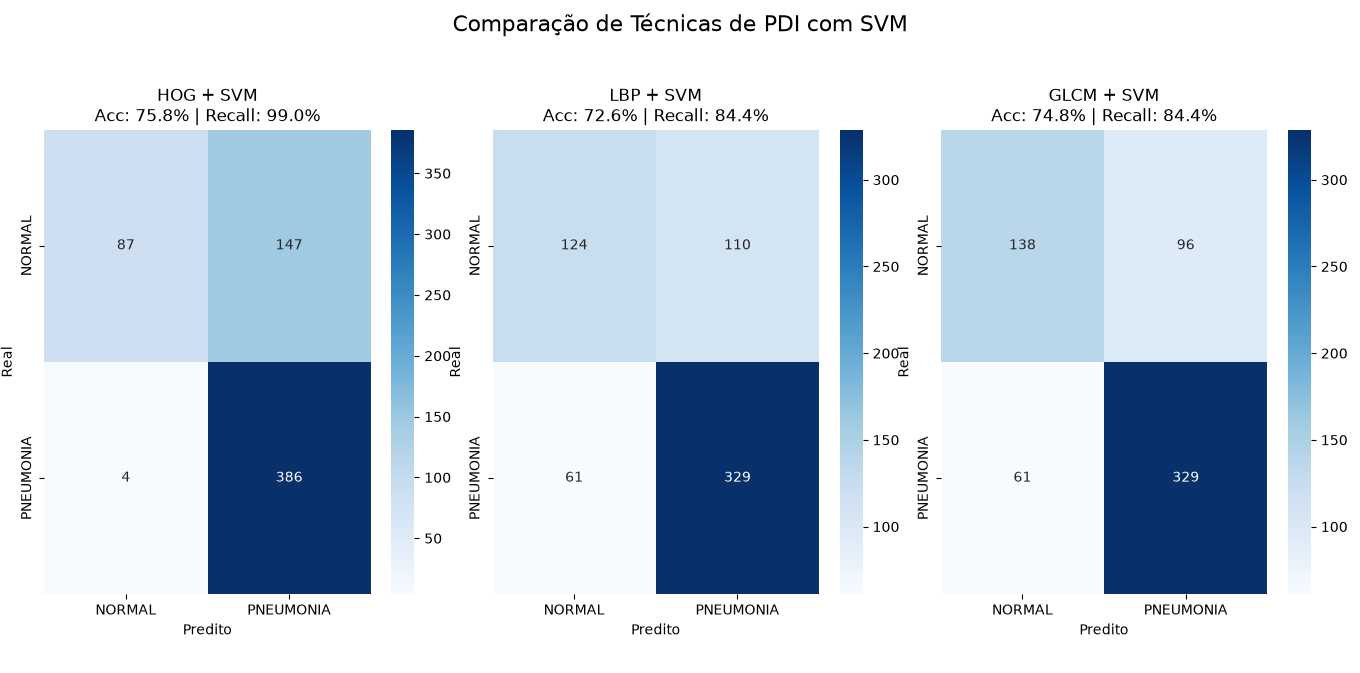 Comparação de Técnicas de PDI com SVM
HOG + SVM
Acc: 75.8% | Recall: 99.0%
NORMAL
PNEUMONIA
Real
87
147
4
386
NORMAL
PNEUMONIA
Predito
350
300
250
200
150
100
50
LBP + SVM
Acc: 72.6% | Recall: 84.4%
NORMAL
PNEUMONIA
Real
124
110
61
329
NORMAL
PNEUMONIA
Predito
300
250
200
150
100
GLCM + SVM
Acc: 74.8% | Recall: 84.4%
NORMAL
PNEUMONIA
Real
138
96
61
329
NORMAL
PNEUMONIA
Predito
300
250
200
150
100